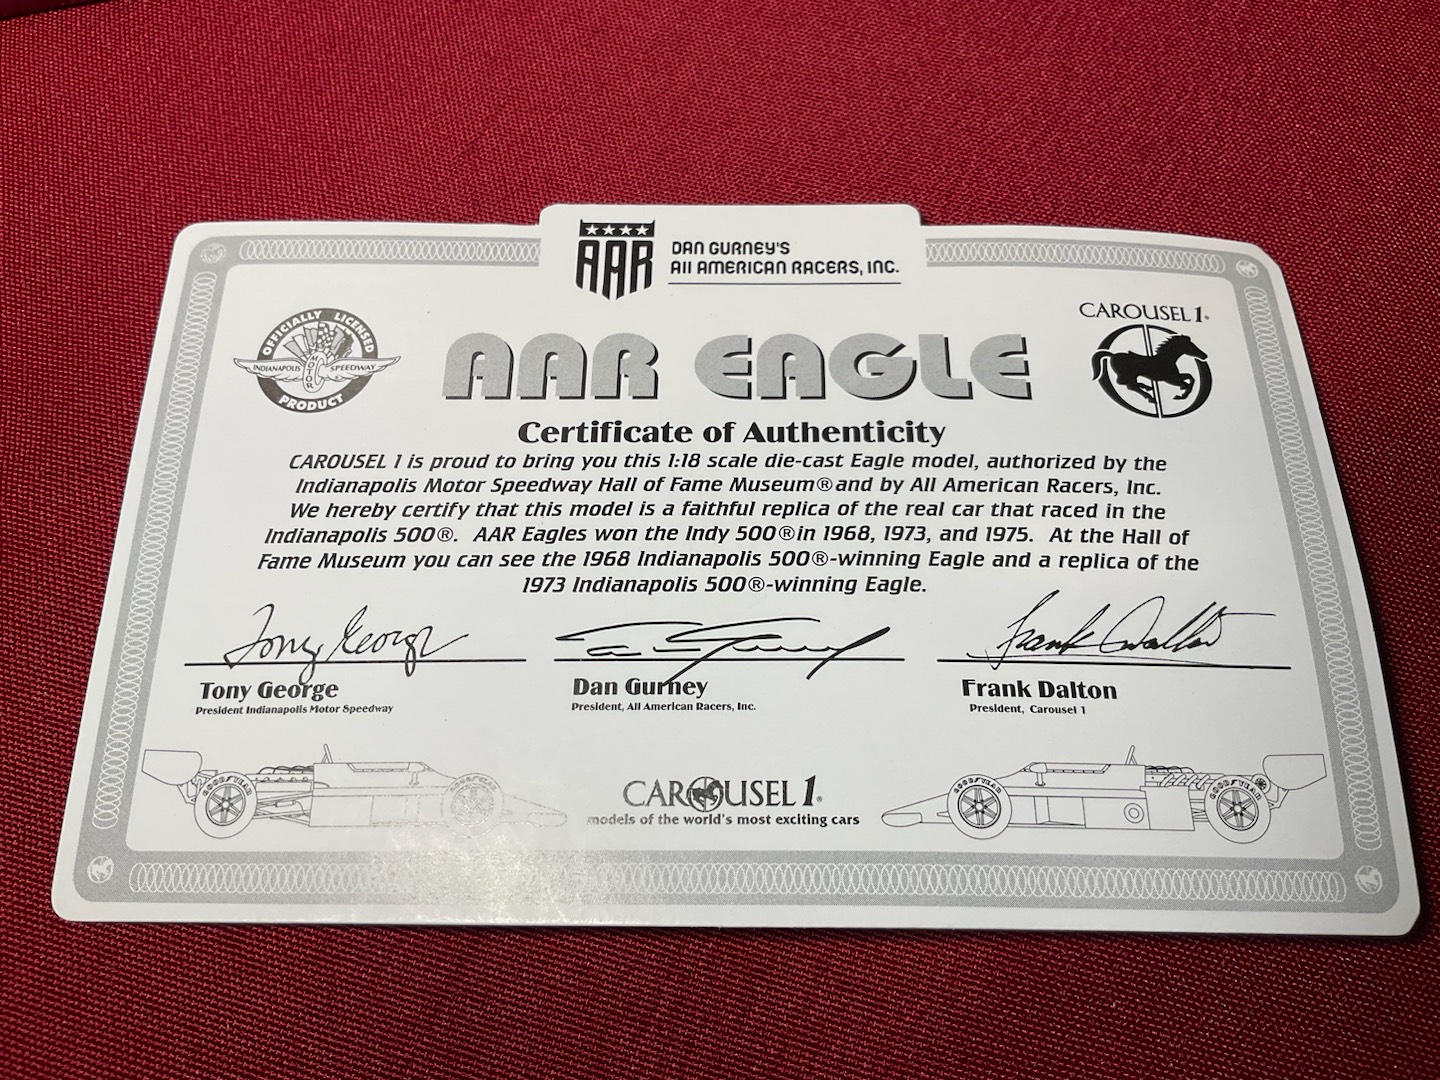 AAR
DAN GURNEY'S
All AMERICAN RACERS, INC.
OFFICIALLY LICENSED
INDIANAPOLIS MOTOR SPEEDWAY
PRODUCT
CAROUSEL 1®
AAR EAGLE
Certificate of Authenticity
CAROUSEL 1 is proud to bring you this 1:18 scale die-cast Eagle model, authorized by the
Indianapolis Motor Speedway Hall of Fame Museum® and by All American Racers, Inc.
We hereby certify that this model is a faithful replica of the real car that raced in the
Indianapolis 500®. AAR Eagles won the Indy 500® in 1968, 1973, and 1975. At the Hall of
Fame Museum you can see the 1968 Indianapolis 500®-winning Eagle and a replica of the
1973 Indianapolis 500®-winning Eagle.
Tony George Dan Gurney Frank Dalton
Tony George Dan Gurney Frank Dalton
President Indianapolis Motor Speedway President, All American Racers, Inc. President, Carousel 1
GOODYEAR GOODYEAR GOODYEAR GOODYEAR
CAROUSEL 1®
models of the world's most exciting cars